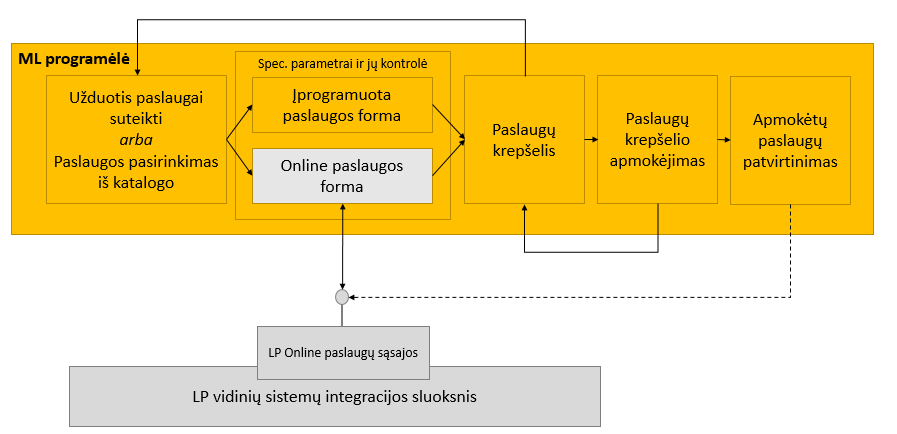 ML programėlė
Užduotis paslaugai
suteikti
arba
Paslaugos pasirinkimas
iš katalogo
Spec. parametrai ir jų kontrolė
Įprogramuota
paslaugos forma
Online paslaugos
forma
Paslaugų
krepšelis
Paslaugų
krepšelio
apmokėjimas
Apmokėtų
paslaugų
patvirtinimas
LP Online paslaugų sąsajos
LP vidinių sistemų integracijos sluoksnis